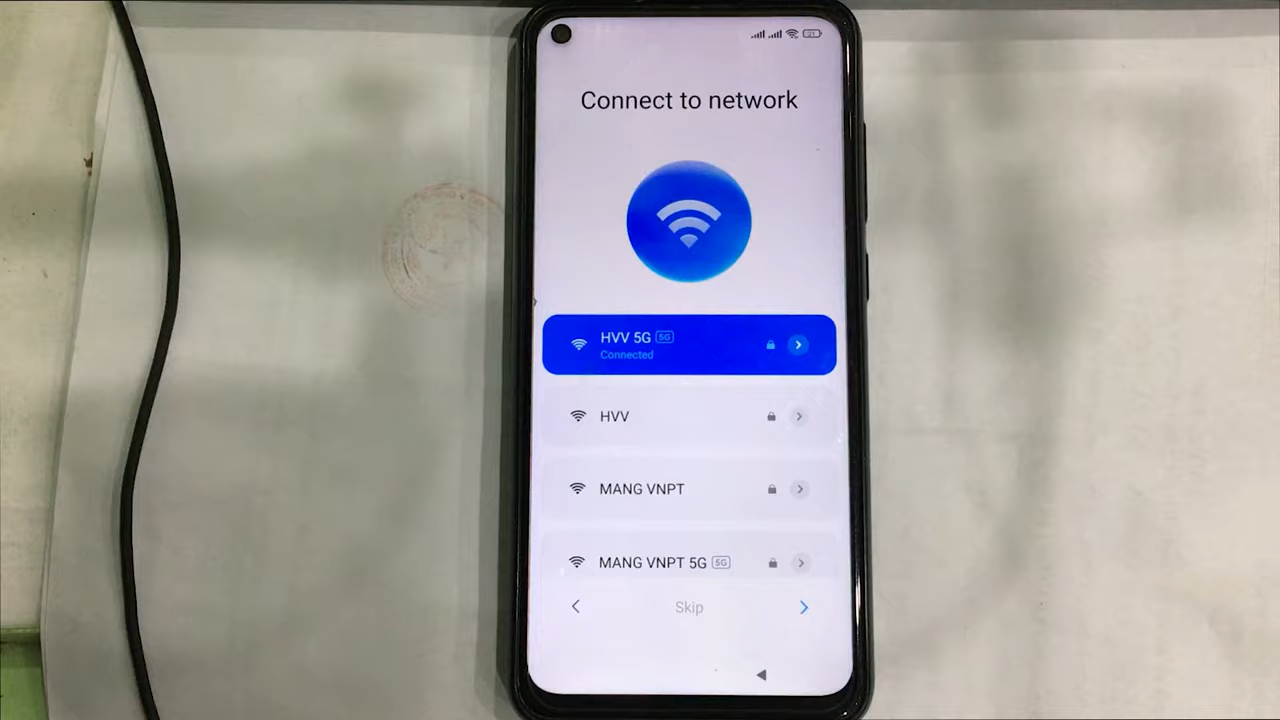 Connect to network
HVV 5G 5G
Connected
HVV
MANG VNPT
MANG VNPT 5G 5G
Skip